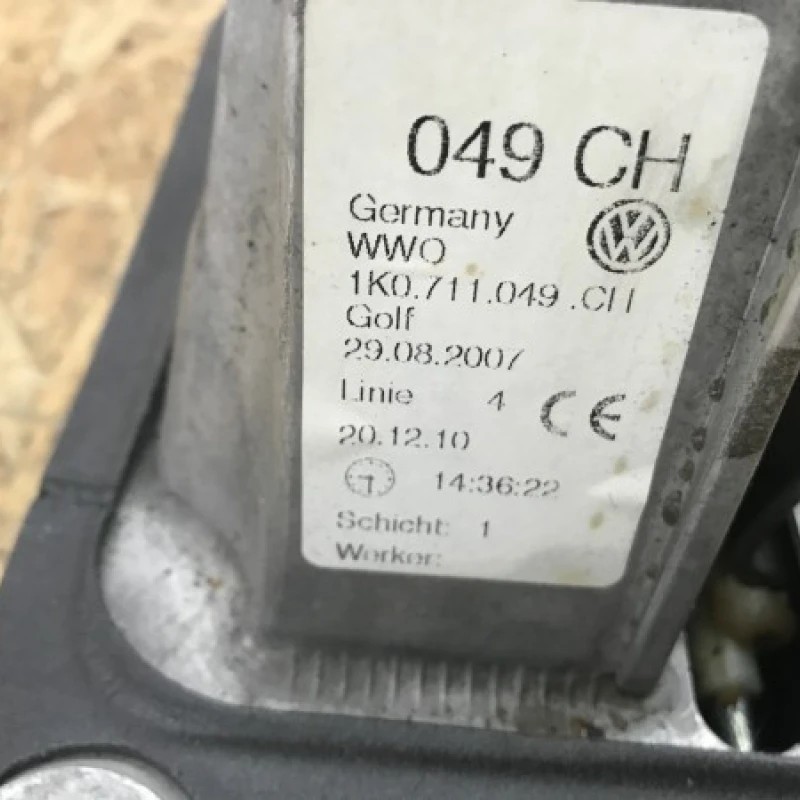 049 CH
Germany
WWO
1K0.711.049 .CH
Golf
29.08.2007
Linie 4 CE
20.12.10
14:36:22
Schicht: 1
Werker: